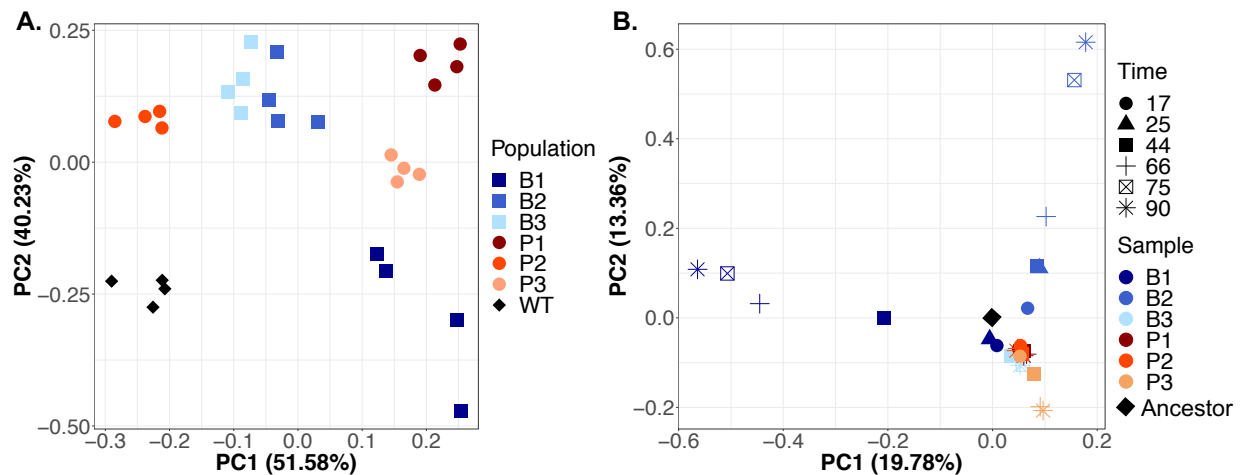 A.
0.25
0.00
−0.25
−0.50
−0.3
−0.2
−0.1
0.0
0.1
0.2
PC1 (51.58%)
PC2 (40.23%)
Population
B1
B2
B3
P1
P2
P3
WT
B.
0.6
0.4
0.2
0.0
−0.2
−0.6
−0.4
−0.2
0.0
0.2
PC1 (19.78%)
PC2 (13.36%)
Time
17
25
44
66
75
90
Sample
B1
B2
B3
P1
P2
P3
Ancestor